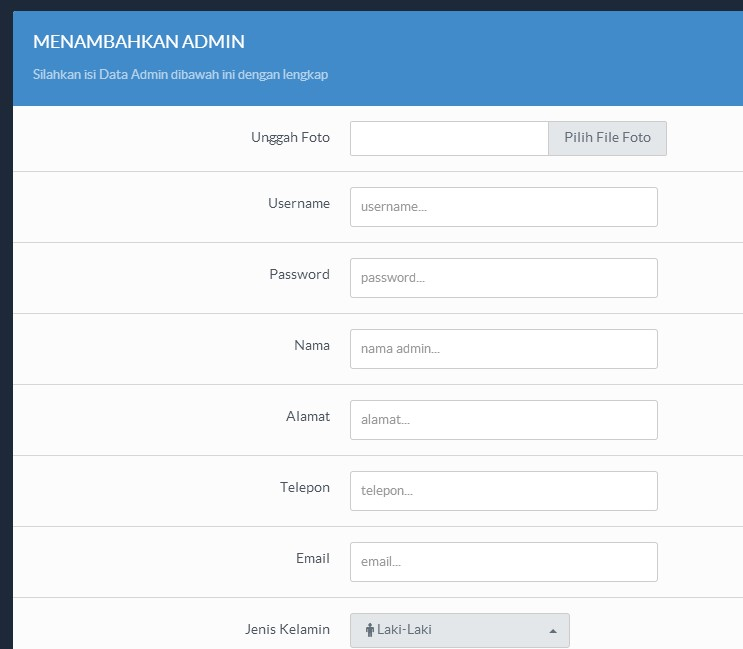 MENAMBAHKAN ADMIN
Silahkan isi Data Admin dibawah ini dengan lengkap
Unggah Foto Pilih File Foto
Username username...
Password password...
Nama nama admin...
Alamat alamat...
Telepon telepon...
Email email...
Jenis Kelamin Laki-Laki